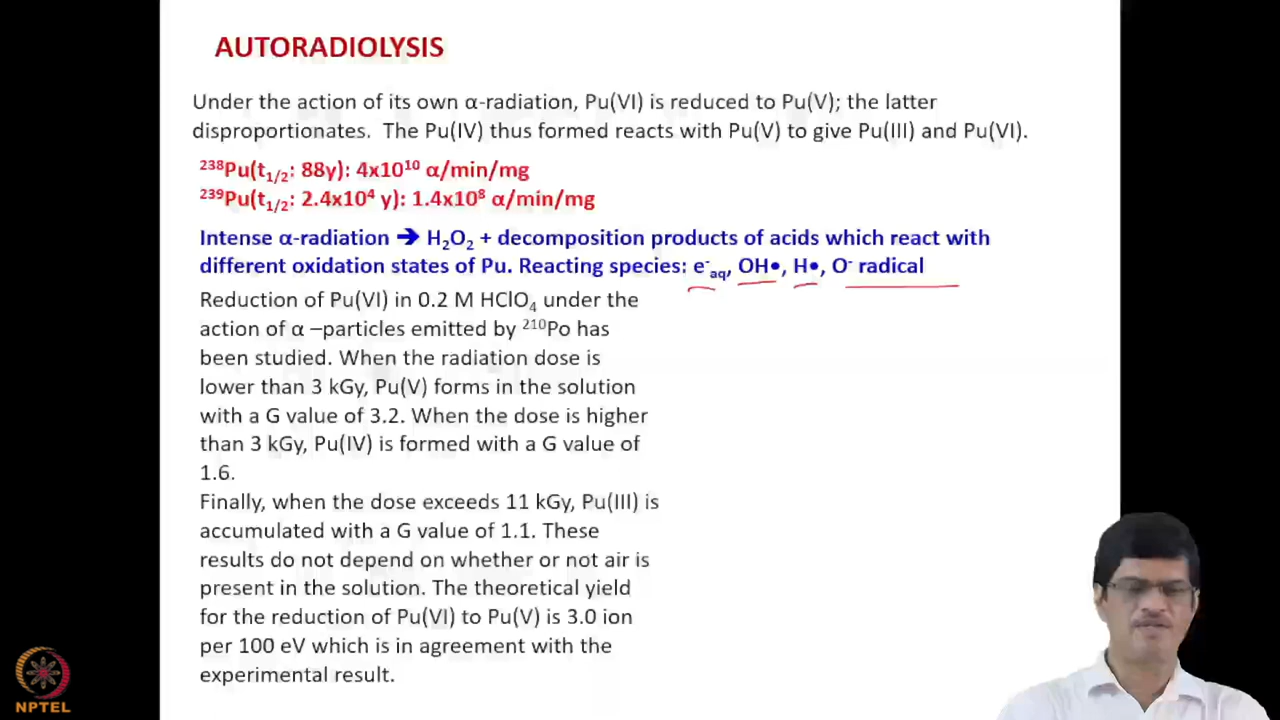 AUTORADIOLYSIS
Under the action of its own α-radiation, Pu(VI) is reduced to Pu(V); the latter
disproportionates. The Pu(IV) thus formed reacts with Pu(V) to give Pu(III) and Pu(VI).
²³⁸Pu(t₁/₂: 88y): 4x10¹⁰ α/min/mg
²³⁹Pu(t₁/₂: 2.4x10⁴ y): 1.4x10⁸ α/min/mg
Intense α-radiation ➔ H₂O₂ + decomposition products of acids which react with
different oxidation states of Pu. Reacting species: e⁻aq, OH•, H•, O⁻ radical
Reduction of Pu(VI) in 0.2 M HClO₄ under the
action of α –particles emitted by ²¹⁰Po has
been studied. When the radiation dose is
lower than 3 kGy, Pu(V) forms in the solution
with a G value of 3.2. When the dose is higher
than 3 kGy, Pu(IV) is formed with a G value of
1.6.
Finally, when the dose exceeds 11 kGy, Pu(III) is
accumulated with a G value of 1.1. These
results do not depend on whether or not air is
present in the solution. The theoretical yield
for the reduction of Pu(VI) to Pu(V) is 3.0 ion
per 100 eV which is in agreement with the
experimental result.
NPTEL